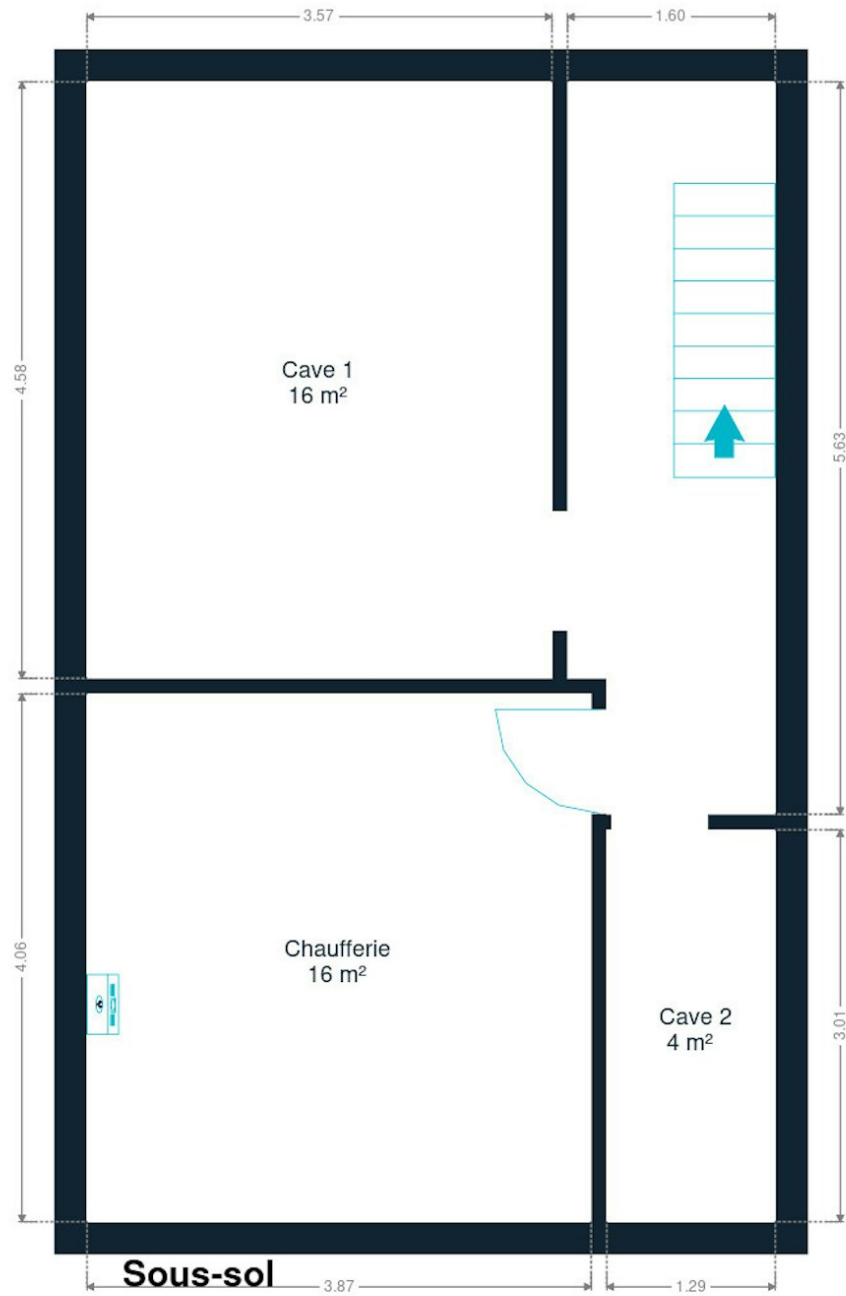 3.57
1.60
4.58
5.63
Cave 1
16 m²
4.06
3.01
Chaufferie
16 m²
Cave 2
4 m²
Sous-sol
3.87
1.29